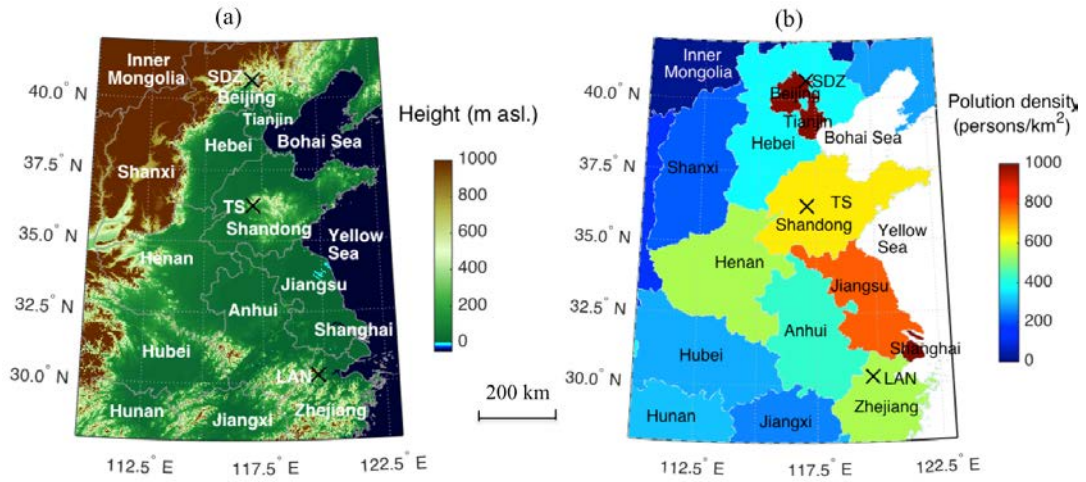 (a)
Inner
Mongolia
SDZ
Beijing
Tianjin
Hebei
Bohai Sea
Shanxi
TS
Shandong
Yellow
Sea
Henan
Jiangsu
Anhui
Shanghai
Hubei
LAN
Hunan
Jiangxi
Zhejiang
40.0° N
37.5° N
35.0° N
32.5° N
30.0° N
112.5° E
117.5° E
122.5° E
Height (m asl.)
1000
800
600
400
200
0
200 km
(b)
Inner
Mongolia
SDZ
Beijing
Tianjin
Hebei
Bohai Sea
Shanxi
TS
Shandong
Yellow
Sea
Henan
Jiangsu
Anhui
Shanghai
Hubei
LAN
Zhejiang
Hunan
Jiangxi
40.0° N
37.5° N
35.0° N
32.5° N
30.0° N
112.5° E
117.5° E
122.5° E
Polution density
(persons/km²)
1000
800
600
400
200
0